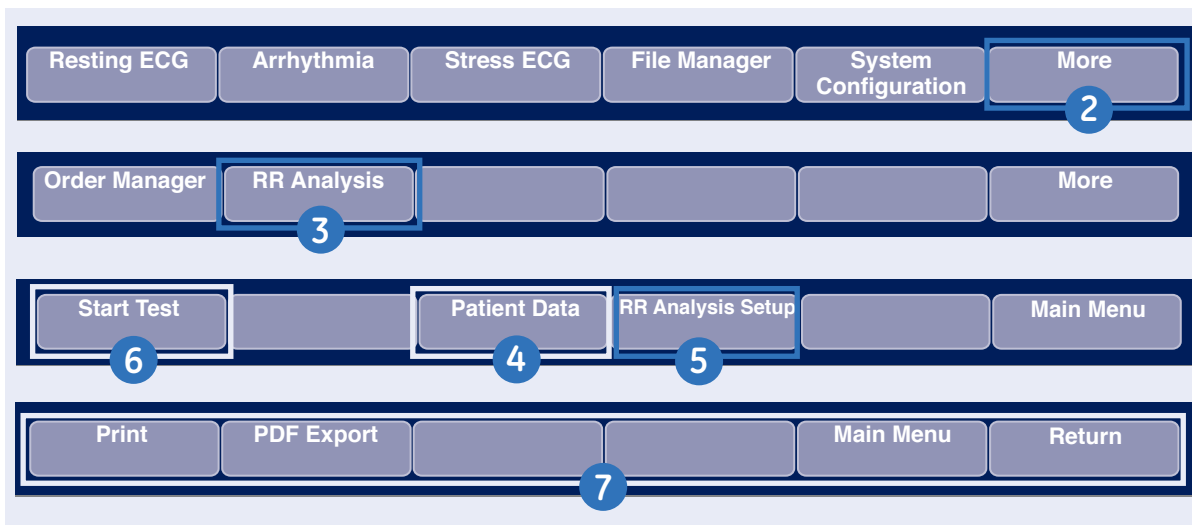 Resting ECG Arrhythmia Stress ECG File Manager System Configuration More
2
Order Manager RR Analysis More
3
Start Test Patient Data RR Analysis Setup Main Menu
6 4 5
Print PDF Export Main Menu Return
7